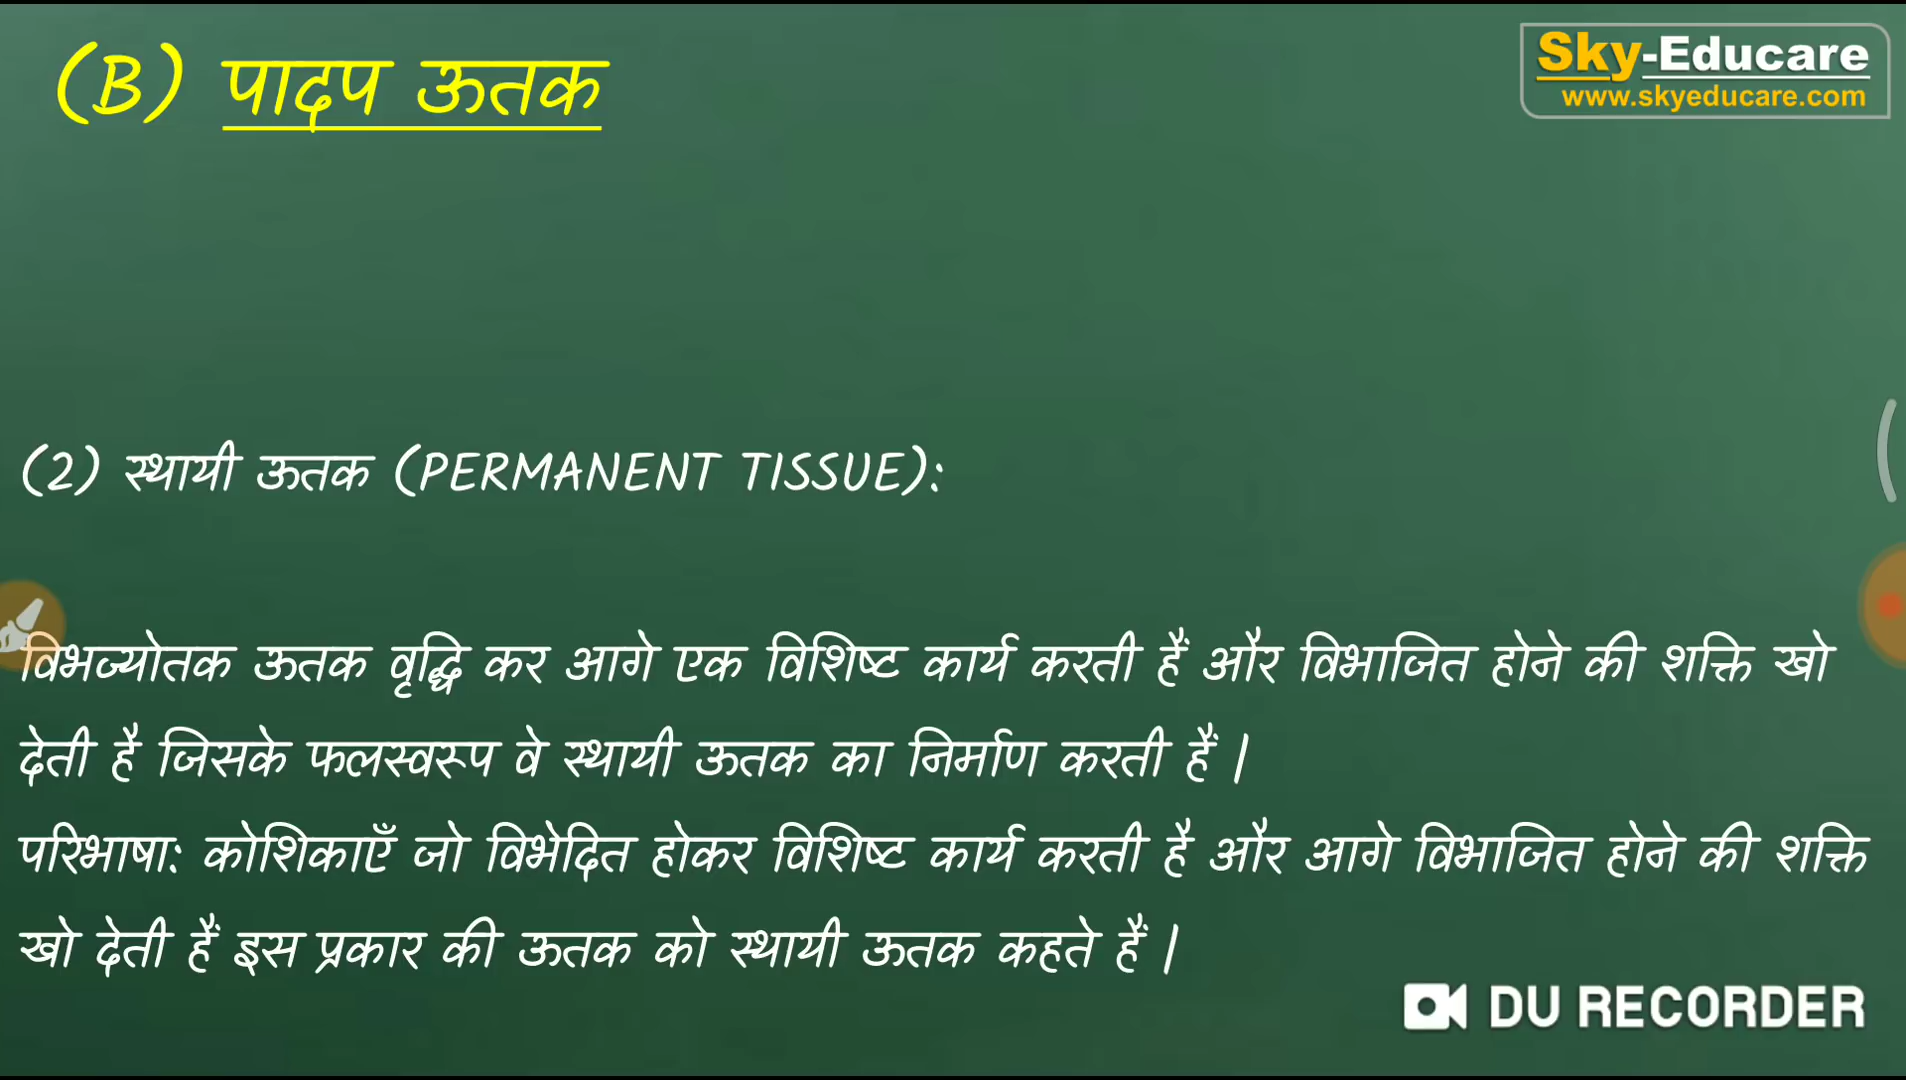 (B) पादप ऊतक
Sky-Educare
www.skyeducare.com
(2) स्थायी ऊतक (PERMANENT TISSUE):
विभज्योतक ऊतक वृद्धि कर आगे एक विशिष्ट कार्य करती हैं और विभाजित होने की शक्ति खो
देती है जिसके फलस्वरूप वे स्थायी ऊतक का निर्माण करती हैं |
परिभाषा: कोशिकाएँ जो विभेदित होकर विशिष्ट कार्य करती है और आगे विभाजित होने की शक्ति
खो देती हैं इस प्रकार की ऊतक को स्थायी ऊतक कहते हैं |
DU RECORDER